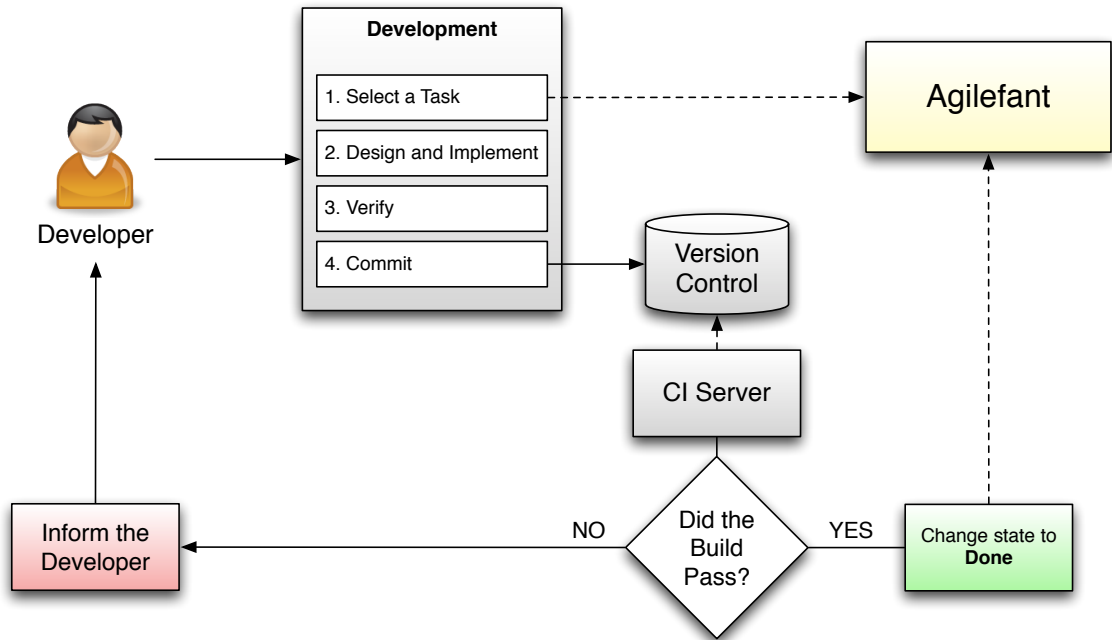 Development
1. Select a Task
2. Design and Implement
3. Verify
4. Commit
Agilefant
Developer
Version
Control
CI Server
Did the
Build
Pass?
NO
YES
Inform the
Developer
Change state to
Done